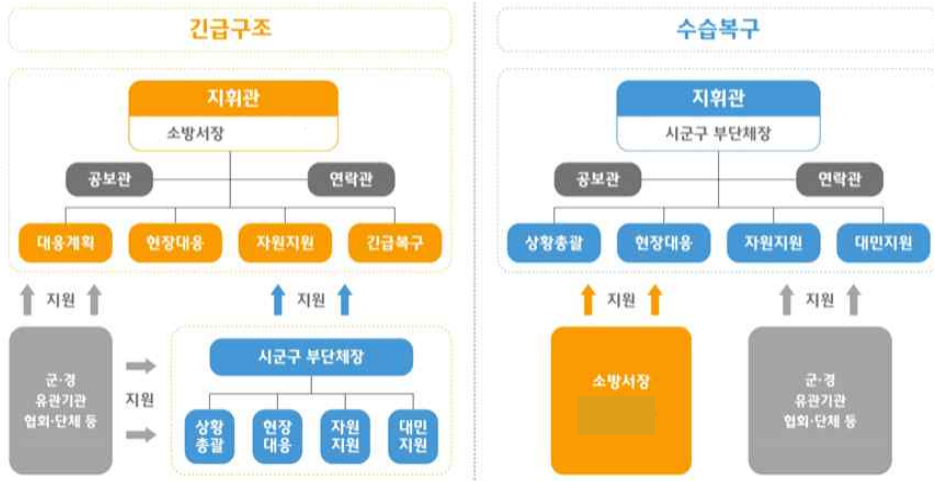 긴급구조
지휘관
소방서장
공보관
연락관
대응계획
현장대응
자원지원
긴급복구
지원
지원
군·경
유관기관
협회·단체 등
지원
시군구 부단체장
상황
총괄
현장
대응
자원
지원
대민
지원
수습복구
지휘관
시군구 부단체장
공보관
연락관
상황총괄
현장대응
자원지원
대민지원
지원
지원
소방서장
군·경
유관기관
협회·단체 등